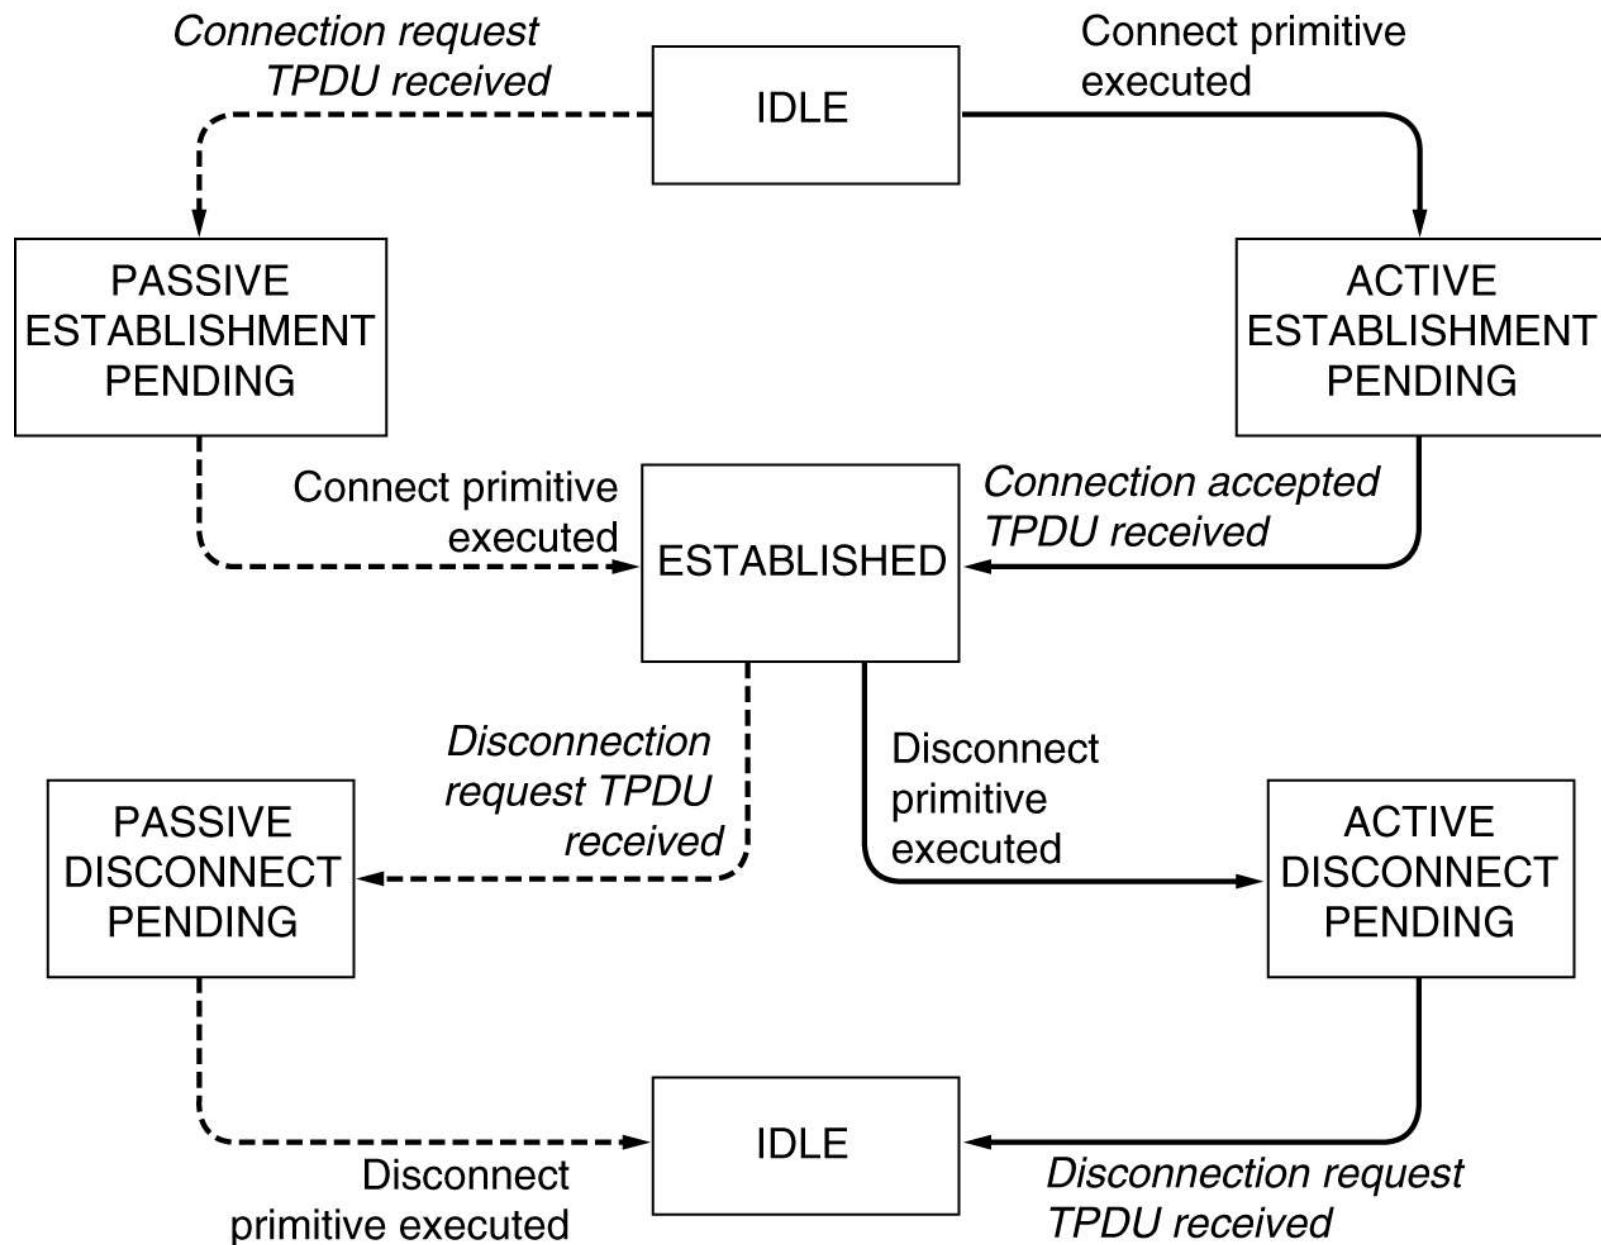 Connection request
TPDU received
IDLE
Connect primitive
executed
PASSIVE
ESTABLISHMENT
PENDING
ACTIVE
ESTABLISHMENT
PENDING
Connect primitive
executed
ESTABLISHED
Connection accepted
TPDU received
Disconnection
request TPDU
received
Disconnect
primitive
executed
PASSIVE
DISCONNECT
PENDING
ACTIVE
DISCONNECT
PENDING
IDLE
Disconnect
primitive executed
Disconnection request
TPDU received